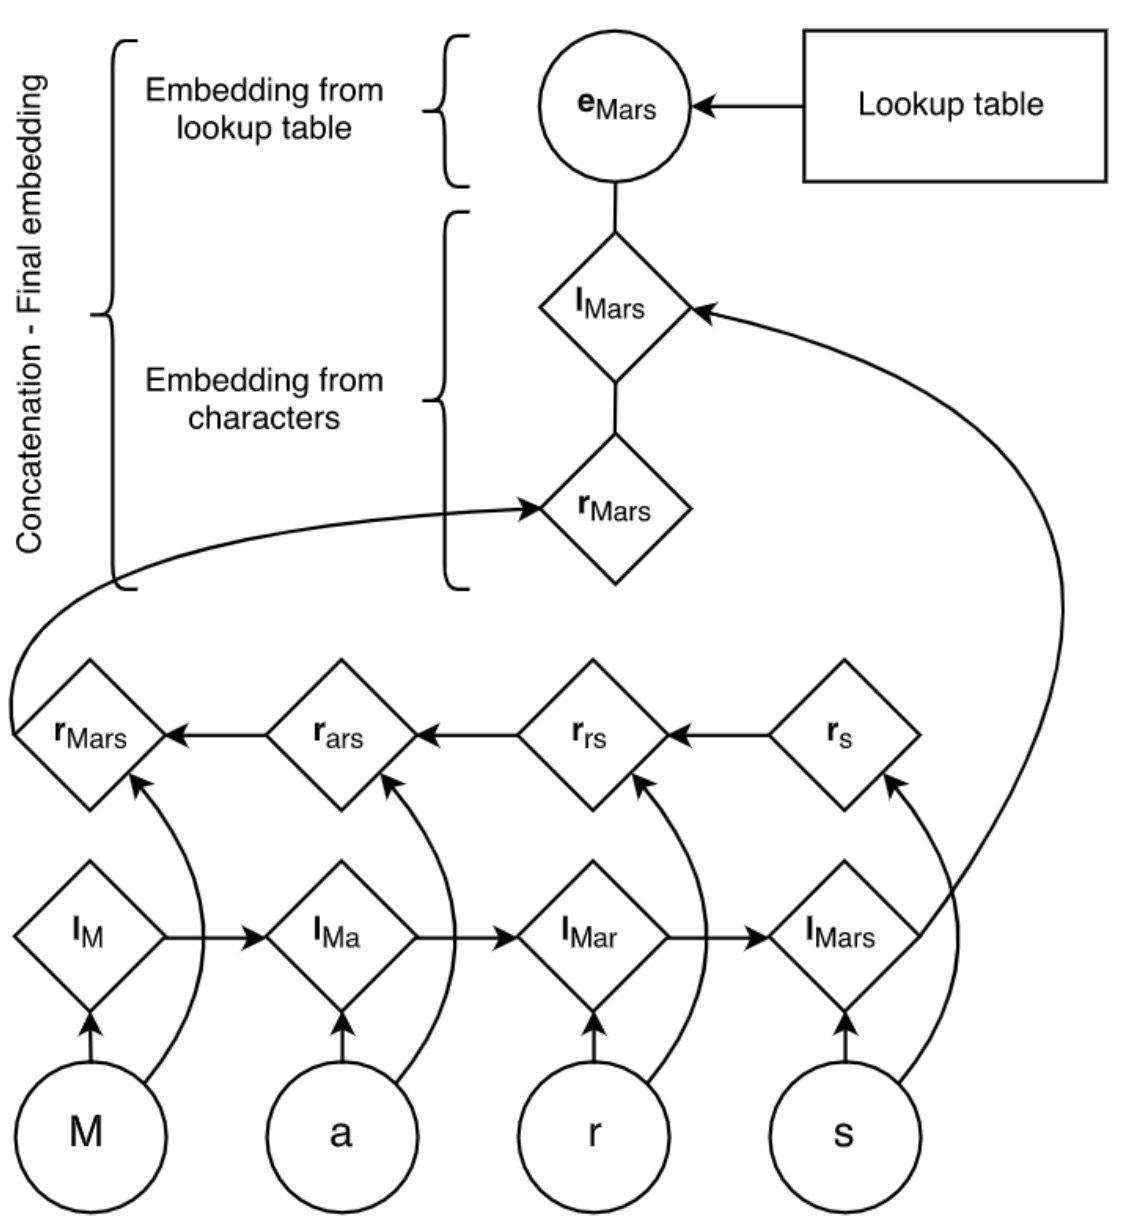 Concatenation - Final embedding
Embedding from
lookup table
eMars
Lookup table
lMars
Embedding from
characters
rMars
rMars
rars
rrs
rs
lM
lMa
lMar
lMars
M
a
r
s